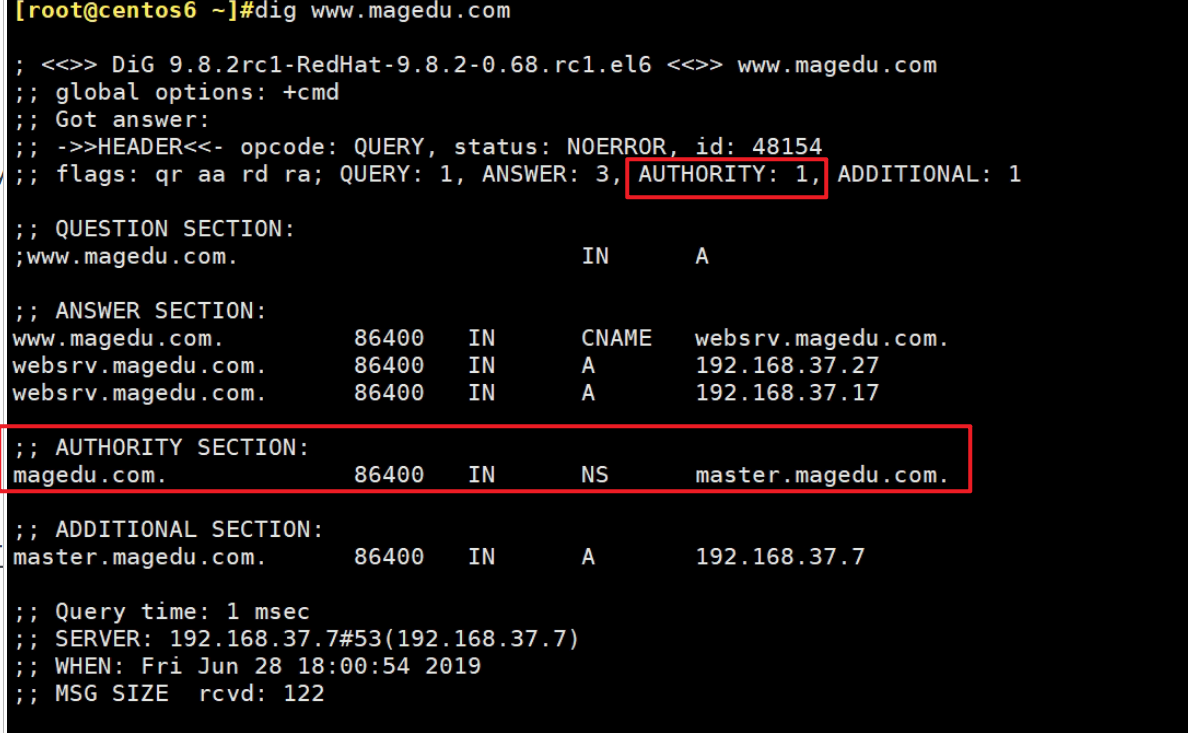 [root@centos6 ~]#dig www.magedu.com
; <<>> DiG 9.8.2rc1-RedHat-9.8.2-0.68.rc1.el6 <<>> www.magedu.com
;; global options: +cmd
;; Got answer:
;; ->>HEADER<<- opcode: QUERY, status: NOERROR, id: 48154
;; flags: qr aa rd ra; QUERY: 1, ANSWER: 3, AUTHORITY: 1, ADDITIONAL: 1
;; QUESTION SECTION:
;www.magedu.com. IN A
;; ANSWER SECTION:
www.magedu.com. 86400 IN CNAME websrv.magedu.com.
websrv.magedu.com. 86400 IN A 192.168.37.27
websrv.magedu.com. 86400 IN A 192.168.37.17
;; AUTHORITY SECTION:
magedu.com. 86400 IN NS master.magedu.com.
;; ADDITIONAL SECTION:
master.magedu.com. 86400 IN A 192.168.37.7
;; Query time: 1 msec
;; SERVER: 192.168.37.7#53(192.168.37.7)
;; WHEN: Fri Jun 28 18:00:54 2019
;; MSG SIZE rcvd: 122